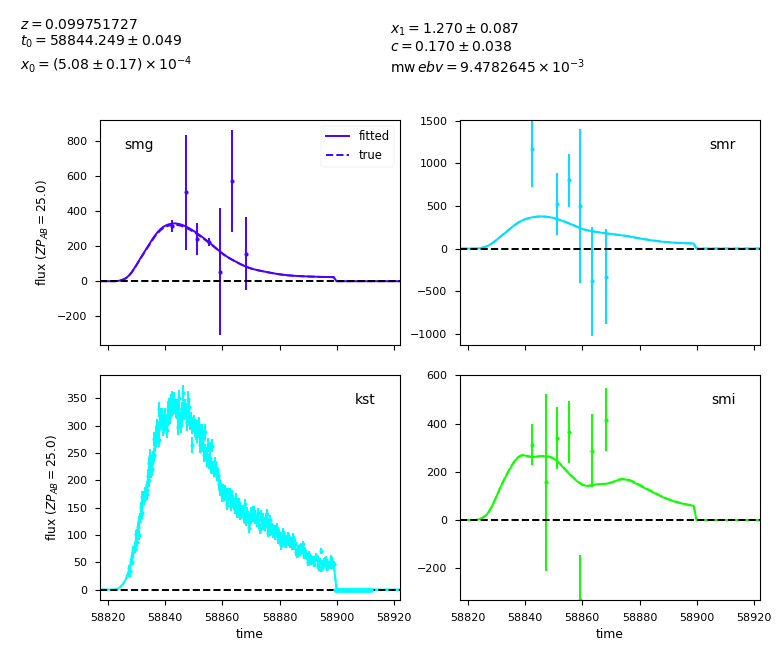 z = 0.099751727
t₀ = 58844.249 ± 0.049
x₀ = (5.08 ± 0.17) × 10⁻⁴
x₁ = 1.270 ± 0.087
c = 0.170 ± 0.038
mw ebv = 9.4782645 × 10⁻³
smg
fitted
true
flux (ZP_AB = 25.0)
800
600
400
200
0
−200
smr
1500
1000
500
0
−500
−1000
kst
flux (ZP_AB = 25.0)
350
300
250
200
150
100
50
0
58820 58840 58860 58880 58900 58920
time
smi
600
400
200
0
−200
58820 58840 58860 58880 58900 58920
time